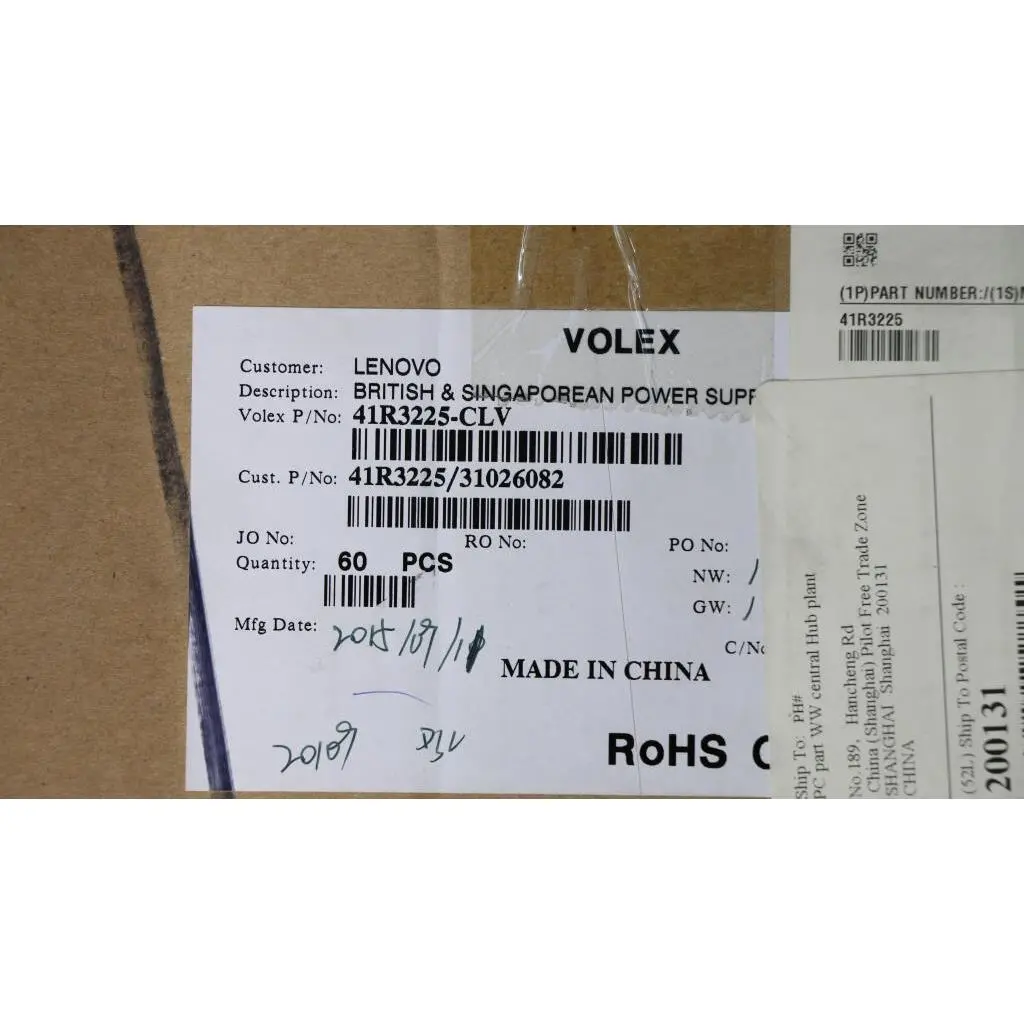 VOLEX
Customer: LENOVO
Description: BRITISH & SINGAPOREAN POWER SUPP
Volex P/No: 41R3225-CLV
Cust. P/No: 41R3225/31026082
JO No: RO No: PO No:
Quantity: 60 PCS
NW:
GW:
Mfg Date: 2015/09/11
C/No
MADE IN CHINA
RoHS
(1P)PART NUMBER:/(1S)
41R3225
Ship To: PH#
PC part WW central Hub plant
No.189, Hancheng Rd
China (Shanghai) Pilot Free Trade Zone
SHANGHAI Shanghai 200131
CHINA
(52L) Ship To Postal Code :
200131